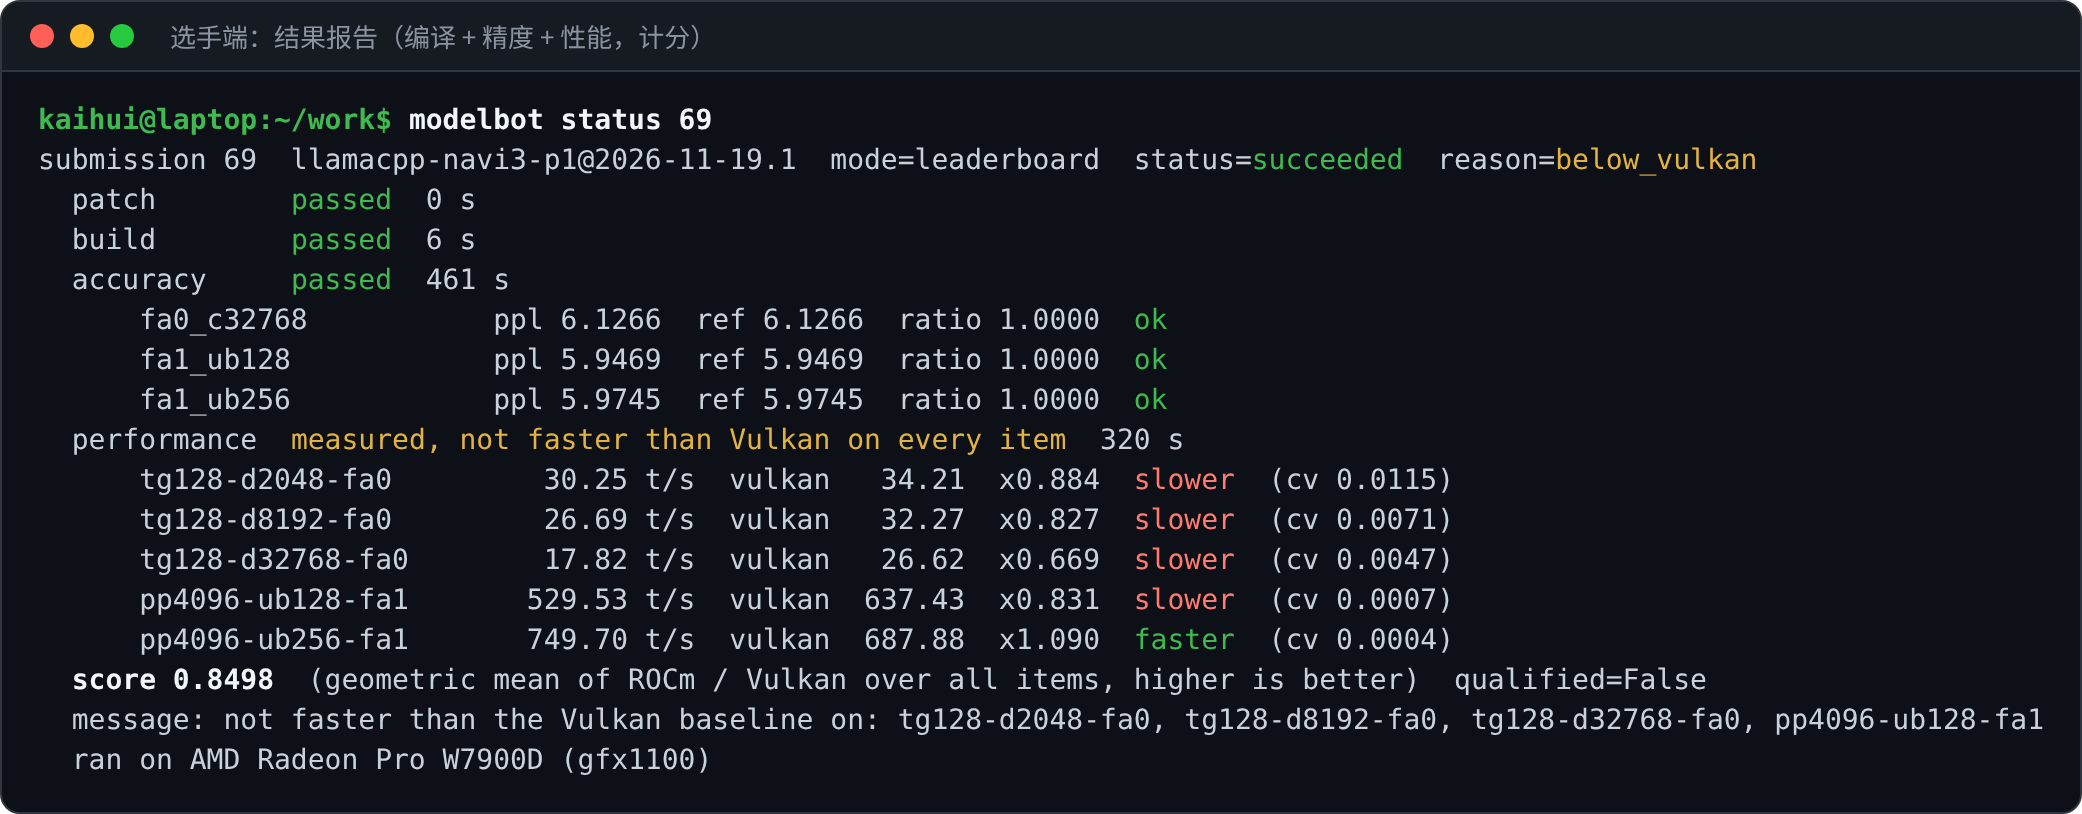 选手端：结果报告（编译 + 精度 + 性能，计分）
kaihui@laptop:~/work$ modelbot status 69
submission 69  llamacpp-navi3-p1@2026-11-19.1  mode=leaderboard  status=succeeded  reason=below_vulkan
  patch        passed  0 s
  build        passed  6 s
  accuracy     passed  461 s
      fa0_c32768           ppl 6.1266  ref 6.1266  ratio 1.0000  ok
      fa1_ub128            ppl 5.9469  ref 5.9469  ratio 1.0000  ok
      fa1_ub256            ppl 5.9745  ref 5.9745  ratio 1.0000  ok
  performance  measured, not faster than Vulkan on every item  320 s
      tg128-d2048-fa0         30.25 t/s  vulkan   34.21  x0.884  slower  (cv 0.0115)
      tg128-d8192-fa0         26.69 t/s  vulkan   32.27  x0.827  slower  (cv 0.0071)
      tg128-d32768-fa0        17.82 t/s  vulkan   26.62  x0.669  slower  (cv 0.0047)
      pp4096-ub128-fa1       529.53 t/s  vulkan  637.43  x0.831  slower  (cv 0.0007)
      pp4096-ub256-fa1       749.70 t/s  vulkan  687.88  x1.090  faster  (cv 0.0004)
  score 0.8498  (geometric mean of ROCm / Vulkan over all items, higher is better)  qualified=False
  message: not faster than the Vulkan baseline on: tg128-d2048-fa0, tg128-d8192-fa0, tg128-d32768-fa0, pp4096-ub128-fa1
  ran on AMD Radeon Pro W7900D (gfx1100)